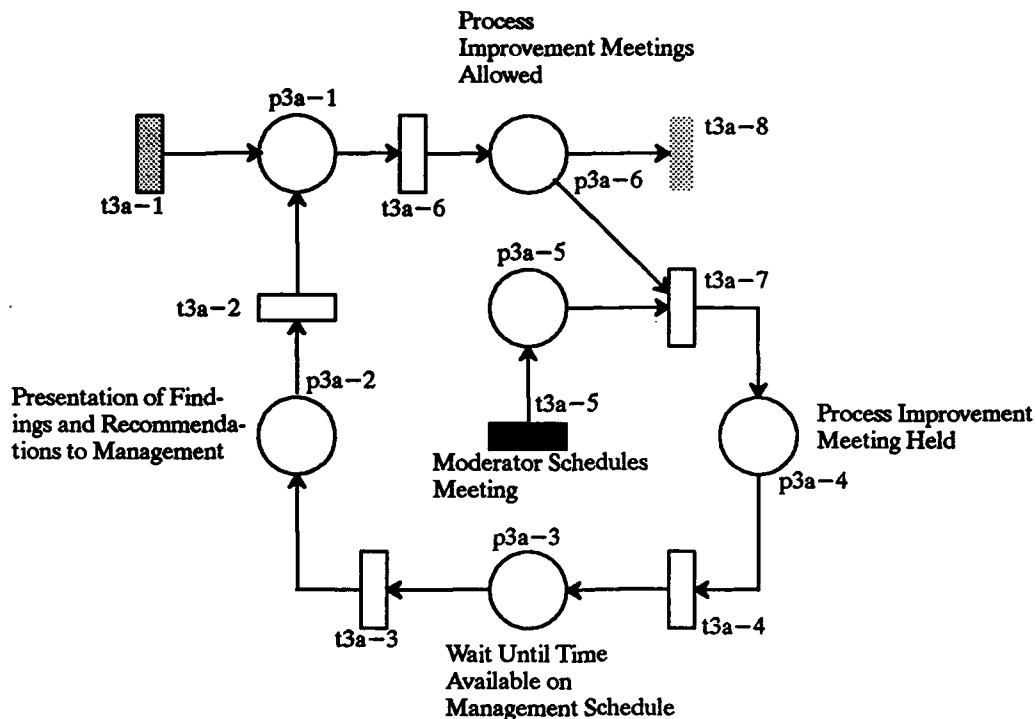 Process
Improvement Meetings
Allowed
p3a-1
t3a-8
t3a-1
t3a-6
p3a-6
p3a-5
t3a-7
t3a-2
p3a-2
Presentation of Find-
ings and Recommenda-
tions to Management
t3a-5
Moderator Schedules
Meeting
Process Improvement
Meeting Held
p3a-4
p3a-3
t3a-3
t3a-4
Wait Until Time
Available on
Management Schedule